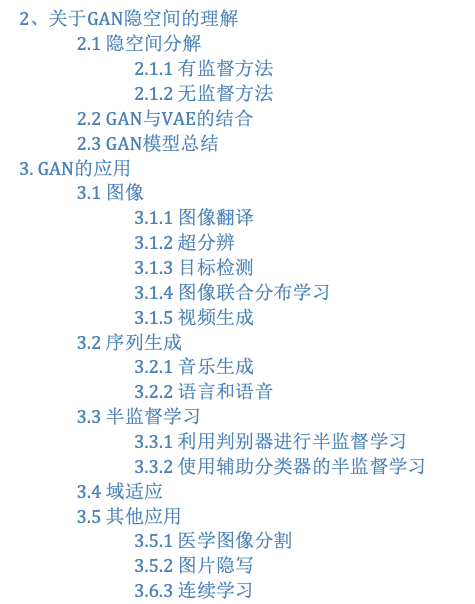 2、关于GAN隐空间的理解
2.1 隐空间分解
2.1.1 有监督方法
2.1.2 无监督方法
2.2 GAN与VAE的结合
2.3 GAN模型总结
3. GAN的应用
3.1 图像
3.1.1 图像翻译
3.1.2 超分辨
3.1.3 目标检测
3.1.4 图像联合分布学习
3.1.5 视频生成
3.2 序列生成
3.2.1 音乐生成
3.2.2 语言和语音
3.3 半监督学习
3.3.1 利用判别器进行半监督学习
3.3.2 使用辅助分类器的半监督学习
3.4 域适应
3.5 其他应用
3.5.1 医学图像分割
3.5.2 图片隐写
3.6.3 连续学习